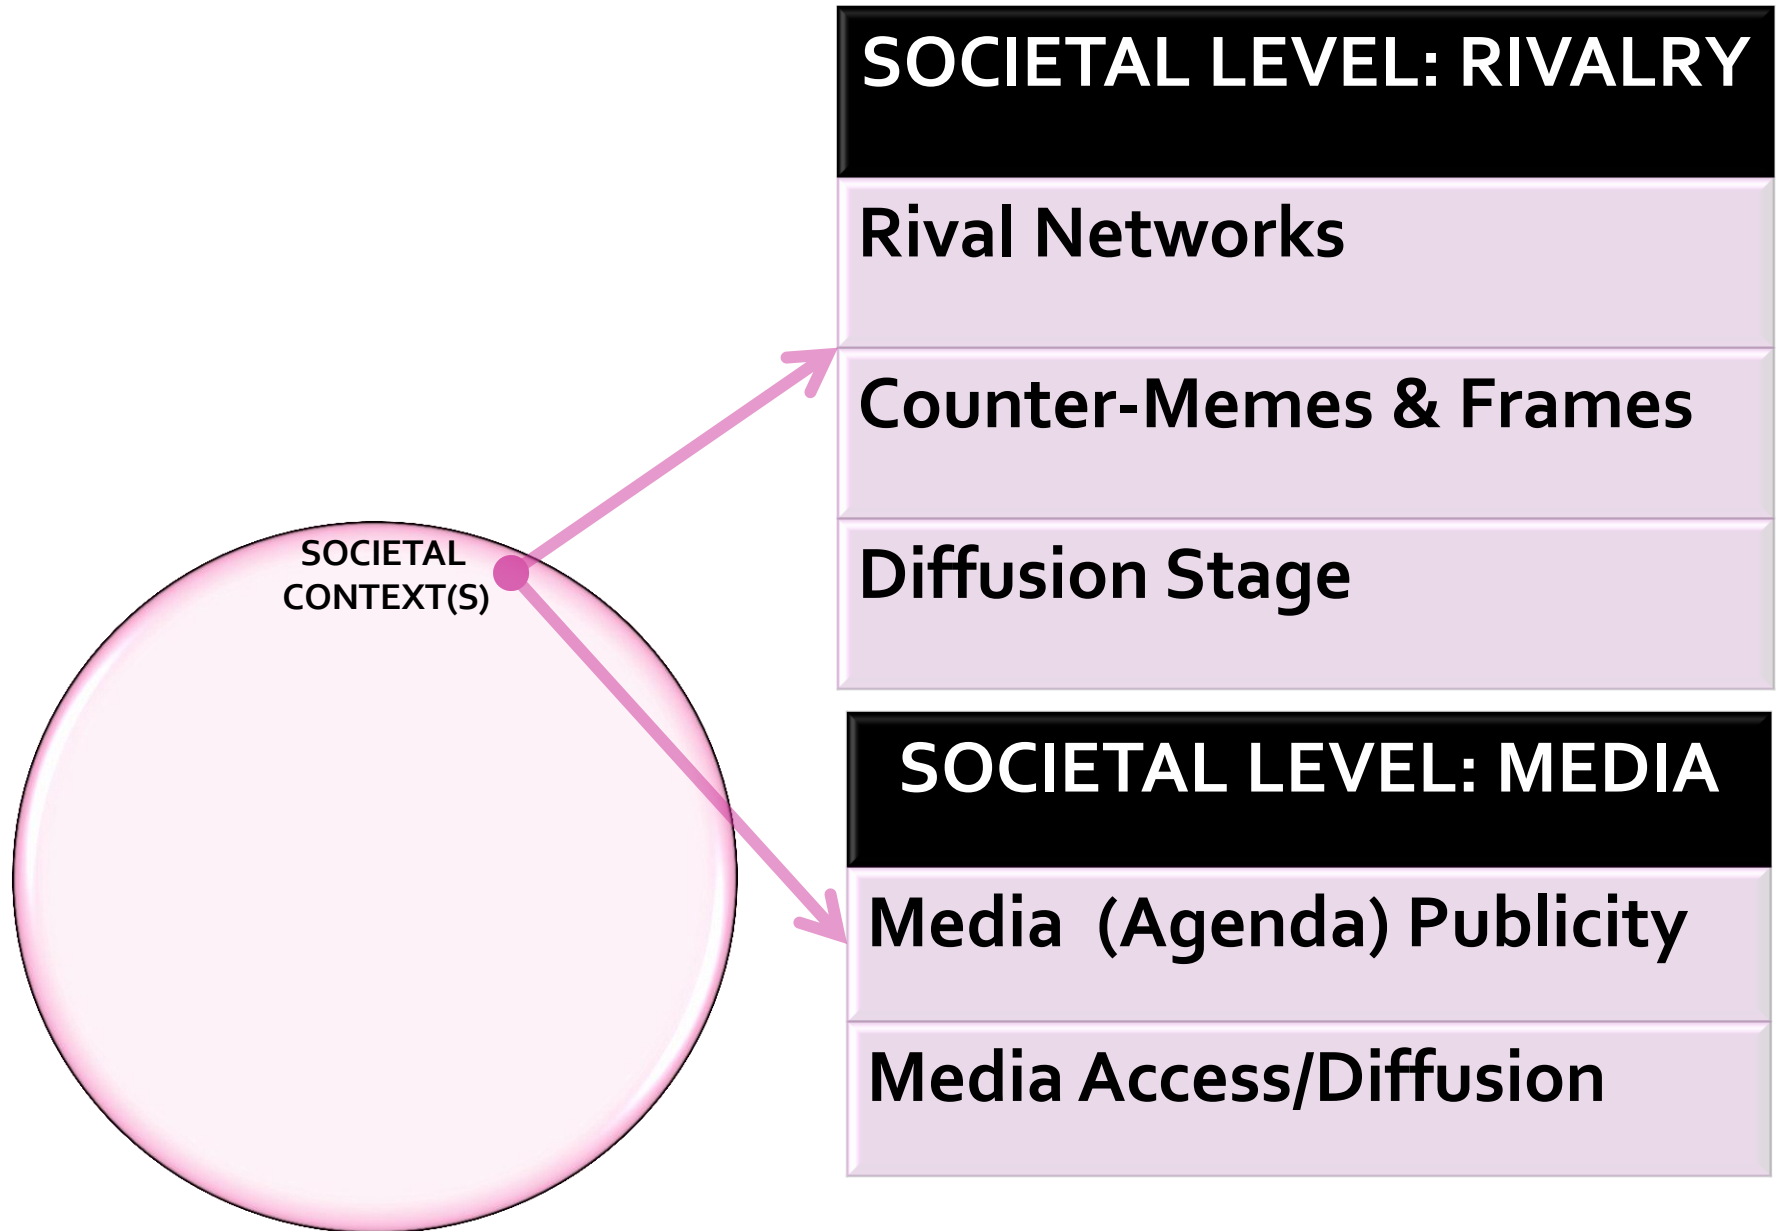 SOCIETAL LEVEL: RIVALRY
Rival Networks
Counter-Memes & Frames
Diffusion Stage
SOCIETAL
CONTEXT(S)
SOCIETAL LEVEL: MEDIA
Media  (Agenda) Publicity
Media Access/Diffusion